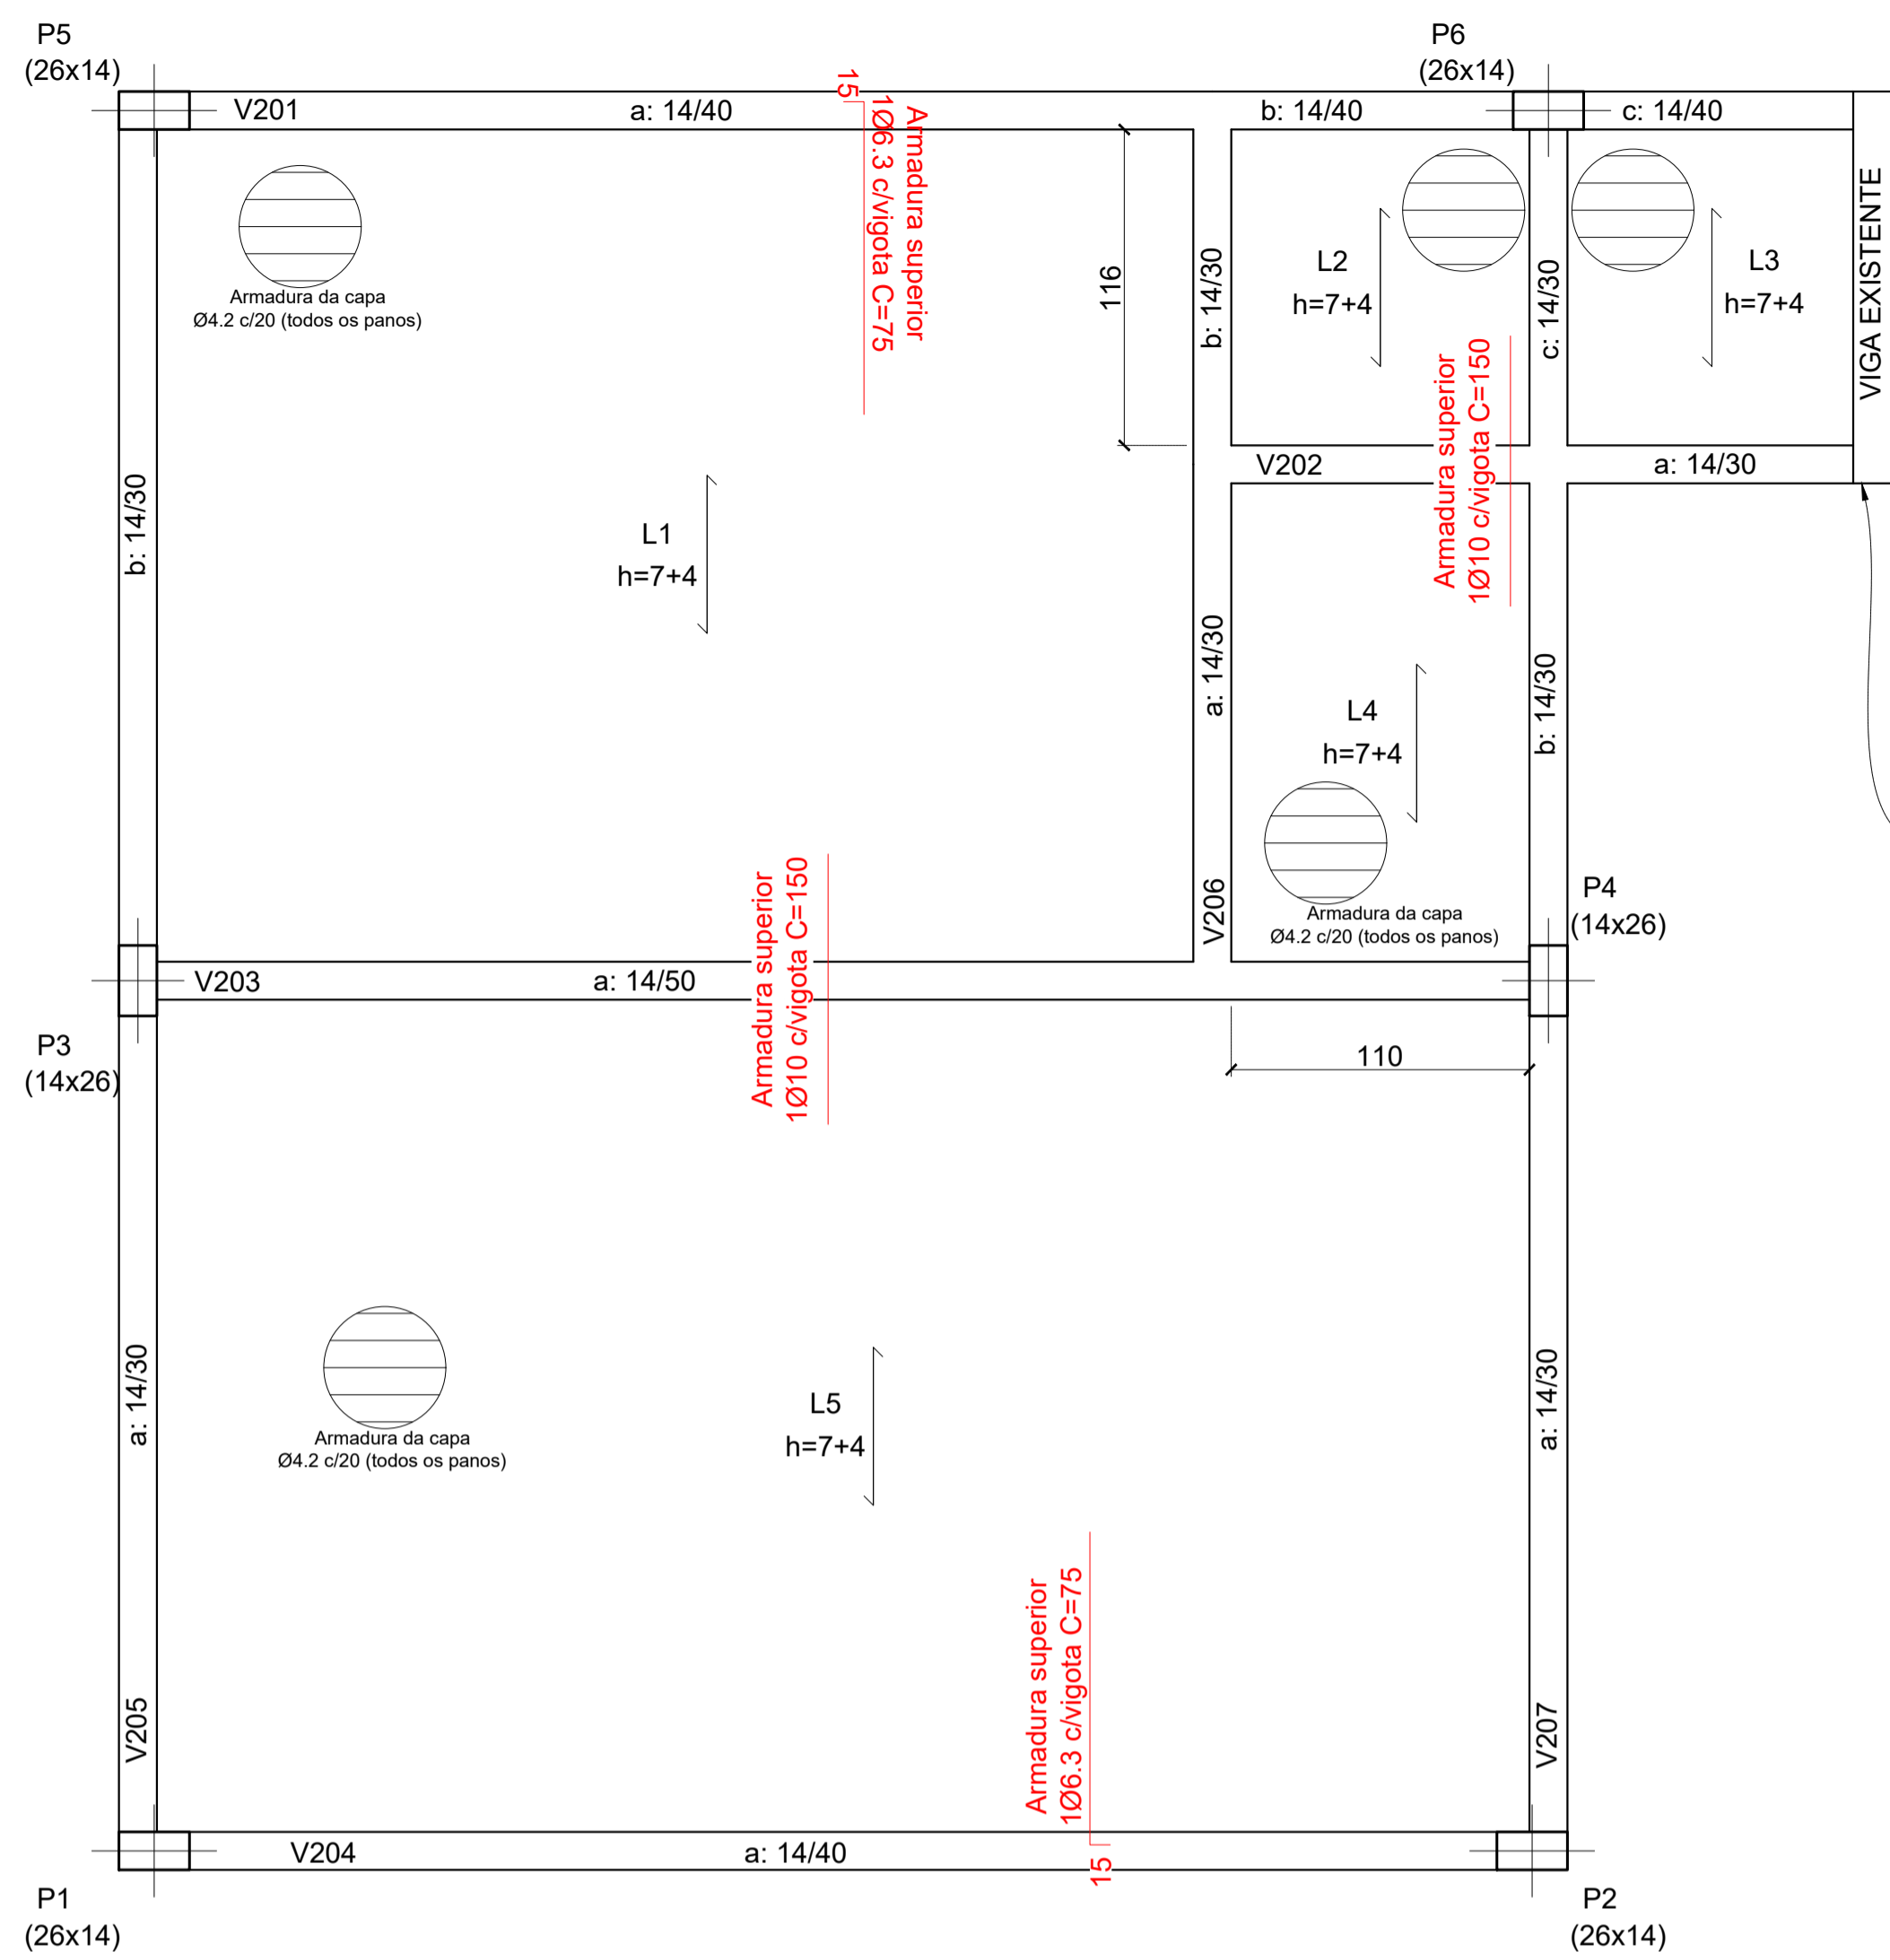 P5
(26x14)
P6
(26x14)
V201
a: 14/40
b: 14/40
c: 14/40
15
1Ø6.3 c/vigota C=75
Armadura superior
Armadura da capa
Ø4.2 c/20 (todos os panos)
116
b: 14/30
L2
h=7+4
c: 14/30
L3
h=7+4
VIGA EXISTENTE
Armadura superior
1Ø10 c/vigota C=150
V202
a: 14/30
b: 14/30
L1
h=7+4
a: 14/30
L4
h=7+4
b: 14/30
V206
Armadura da capa
Ø4.2 c/20 (todos os panos)
P4
(14x26)
Armadura superior
1Ø10 c/vigota C=150
V203
a: 14/50
P3
(14x26)
110
a: 14/30
Armadura da capa
Ø4.2 c/20 (todos os panos)
L5
h=7+4
a: 14/30
Armadura superior
1Ø6.3 c/vigota C=75
15
V205
V207
V204
a: 14/40
P1
(26x14)
P2
(26x14)